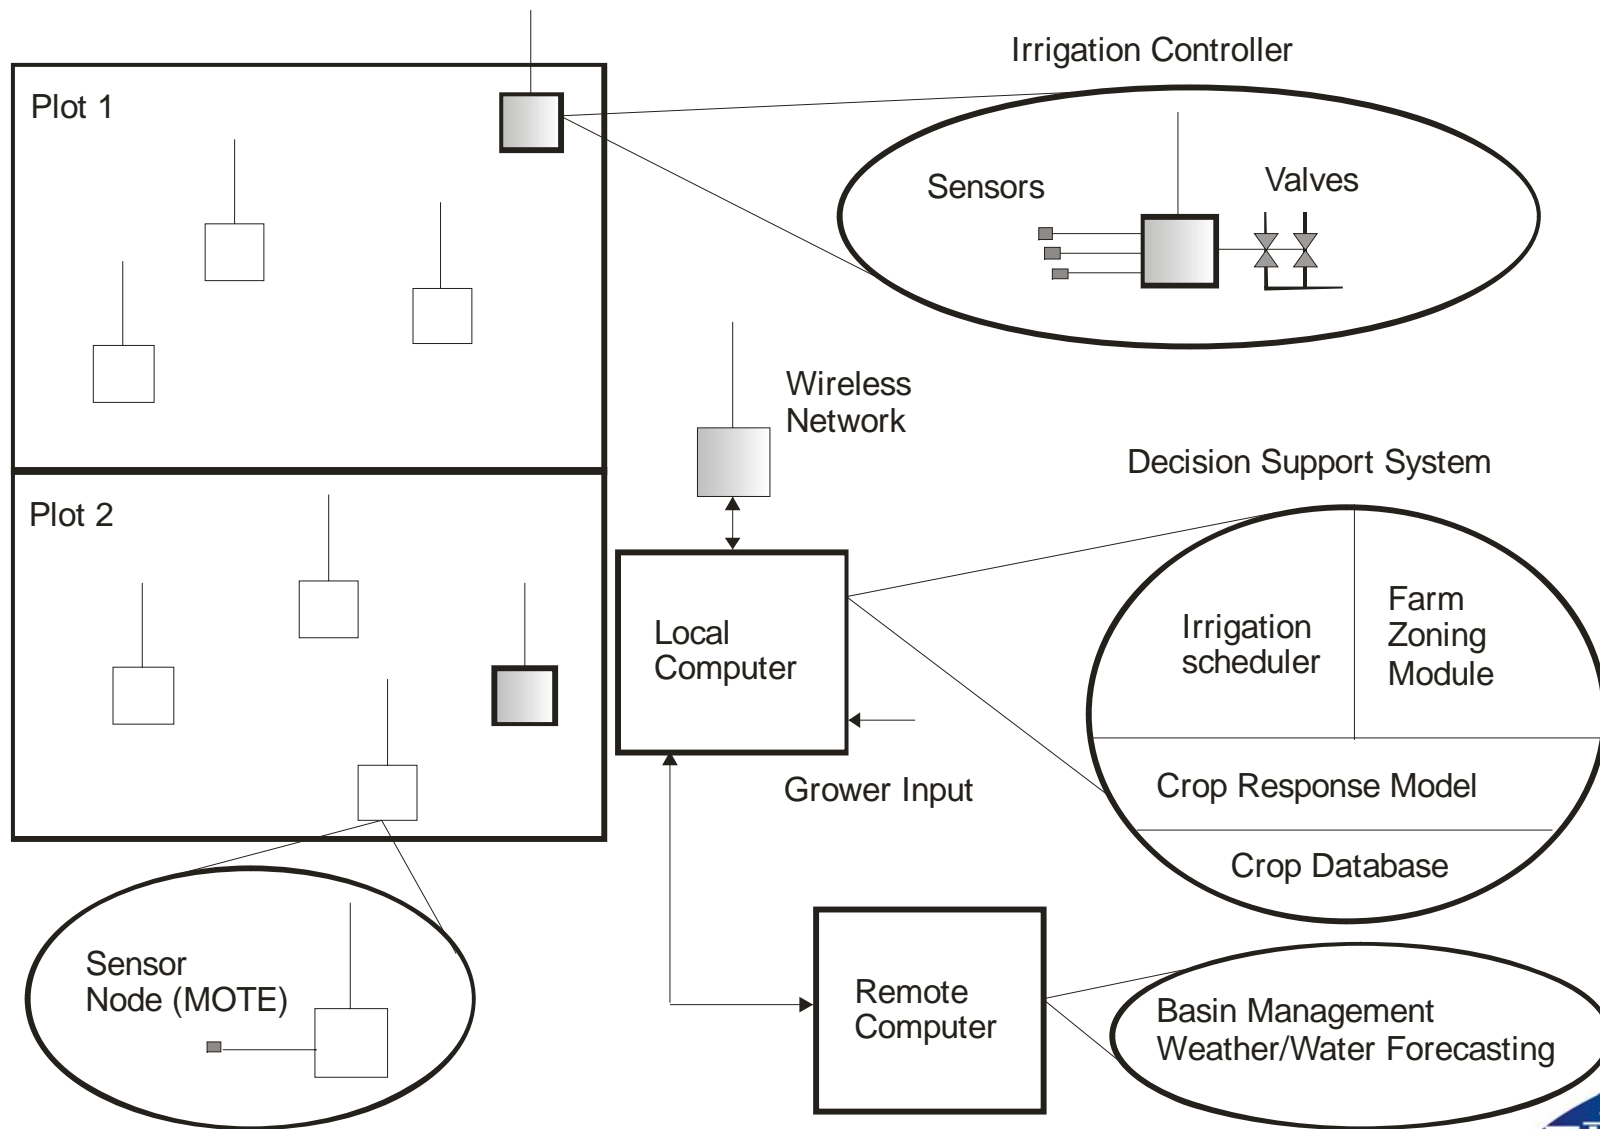 Irrigation Controller
Plot 1
Sensors
Valves
Wireless
Network
Decision Support System
Plot 2
Local
Computer
Irrigation
scheduler
Farm
Zoning
Module
Grower Input
Crop Response Model
Crop Database
Sensor
Node (MOTE)
Remote
Computer
Basin Management
Weather/Water Forecasting